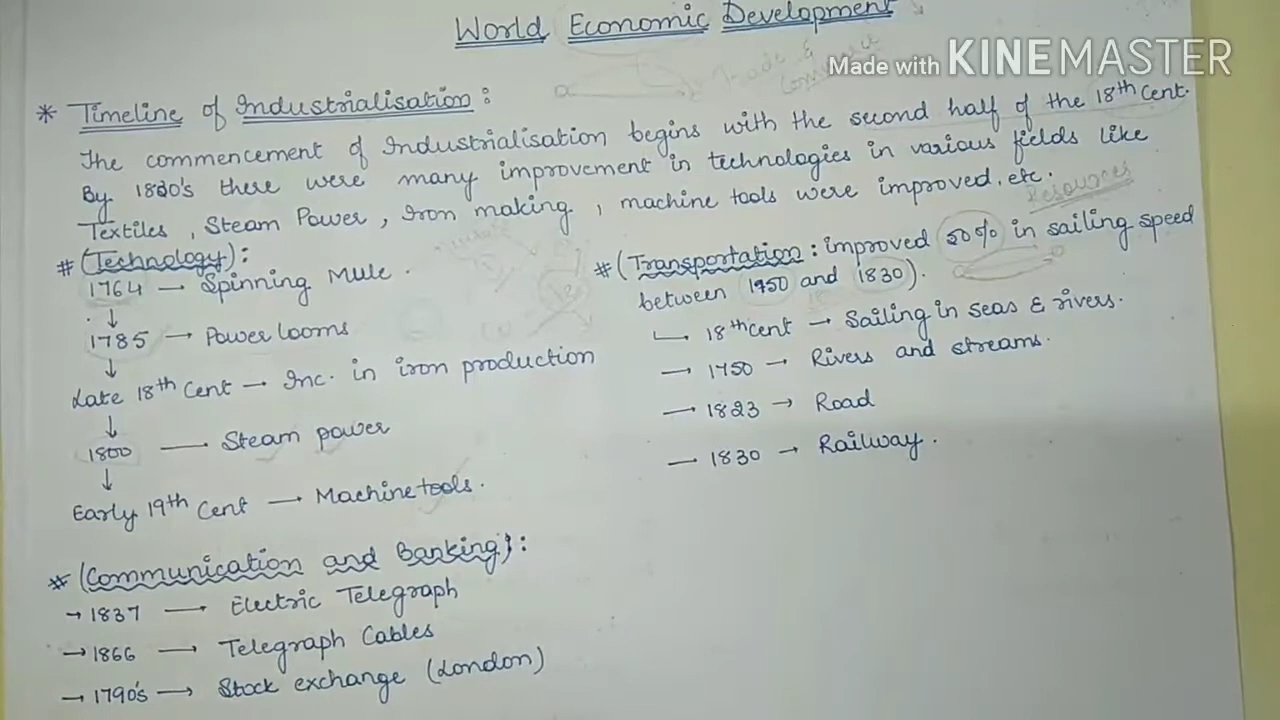 World Economic Development
Made with KINEMASTER
Trade &
Commerce
* Timeline of Industrialisation :
The commencement of Industrialisation begins with the second half of the 18th Cent.
By 1830's there were many improvement in technologies in various fields like
Textiles , Steam Power , Iron making , machine tools were improved. etc.
Resources
# (Technology) :
1764 → Spinning Mule .
↓
1785 → Power looms
↓
Late 18th Cent — Inc. in iron production
↓
1800 — Steam power
↓
Early 19th Cent — Machine tools.
# (Transportation : improved 50% in sailing speed
between 1750 and 1830).
18th cent → Sailing in seas & rivers.
— 1750 → Rivers and streams.
— 1823 → Road
— 1830 → Railway .
# (Communication and Banking) :
→ 1837 — Electric Telegraph
→ 1866 — Telegraph Cables
→ 1790's → Stock exchange (London)